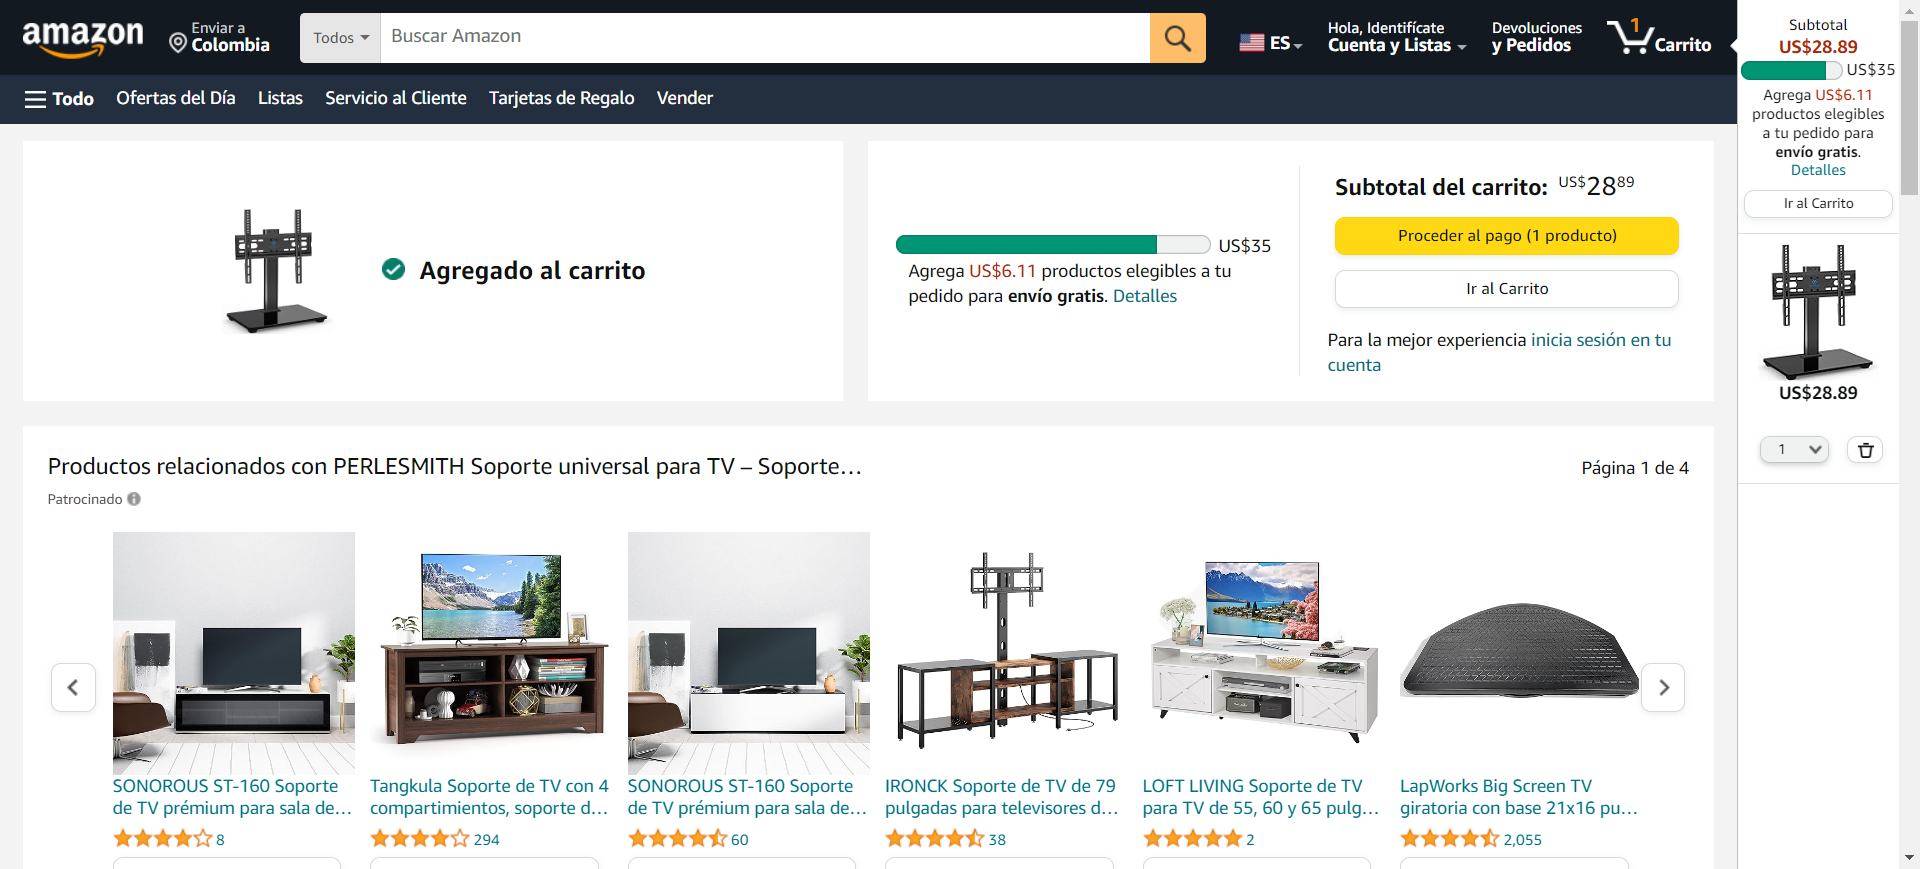 amazon
Enviar a
Colombia
Todos
Buscar Amazon
ES
Hola, Identifícate
Cuenta y Listas
Devoluciones
y Pedidos
1
Carrito
Todo
Ofertas del Día
Listas
Servicio al Cliente
Tarjetas de Regalo
Vender
Agregado al carrito
US$35
Agrega US$6.11 productos elegibles a tu
pedido para envío gratis. Detalles
Subtotal del carrito: US$28⁸⁹
Proceder al pago (1 producto)
Ir al Carrito
Para la mejor experiencia inicia sesión en tu
cuenta
Subtotal
US$28.89
US$35
Agrega US$6.11
productos elegibles
a tu pedido para
envío gratis.
Detalles
Ir al Carrito
US$28.89
1
Productos relacionados con PERLESMITH Soporte universal para TV – Soporte…
Página 1 de 4
Patrocinado
SONOROUS ST-160 Soporte
de TV prémium para sala de…
8
Tangkula Soporte de TV con 4
compartimientos, soporte d…
294
SONOROUS ST-160 Soporte
de TV prémium para sala de…
60
IRONCK Soporte de TV de 79
pulgadas para televisores d…
38
LOFT LIVING Soporte de TV
para TV de 55, 60 y 65 pulg…
2
LapWorks Big Screen TV
giratoria con base 21x16 pu…
2,055